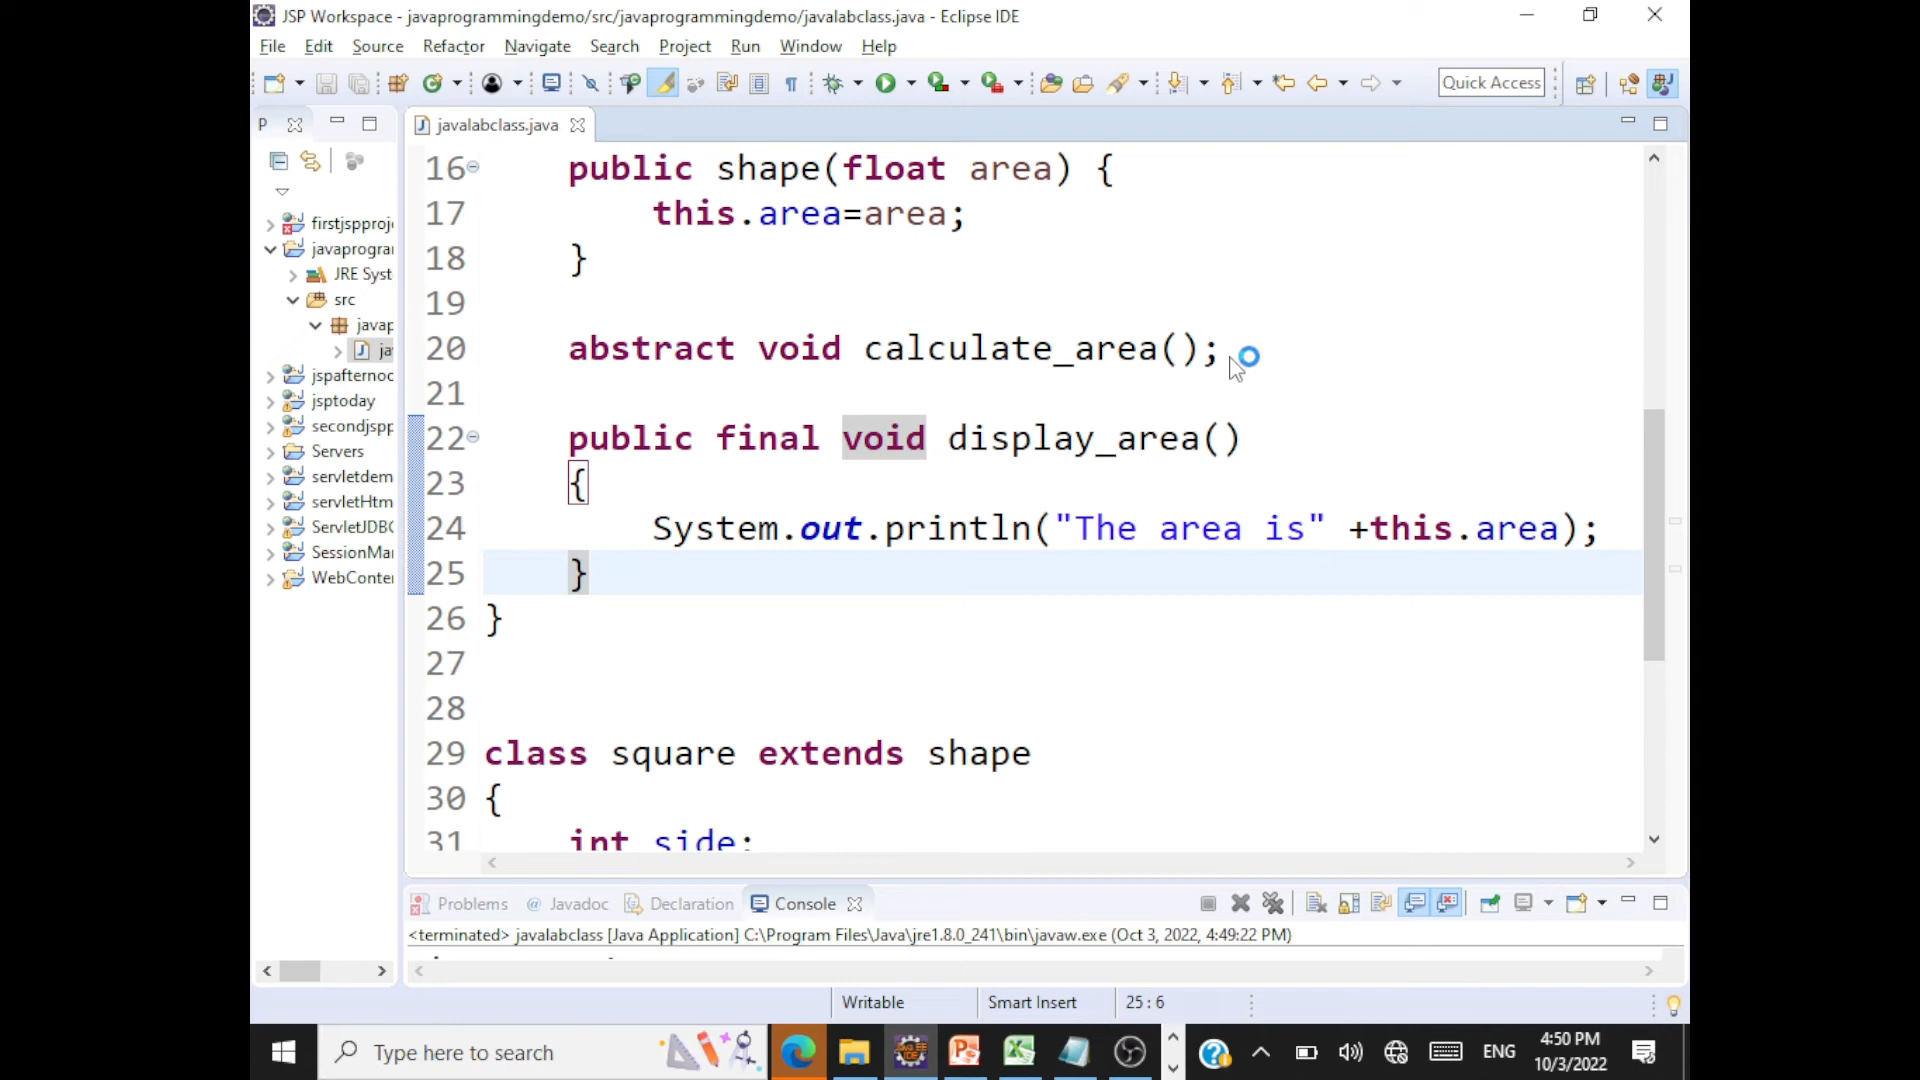 JSP Workspace - javaprogrammingdemo/src/javaprogrammingdemo/javalabclass.java - Eclipse IDE
File Edit Source Refactor Navigate Search Project Run Window Help
Quick Access
P
javalabclass.java
firstjspproj
javaprogra
JRE Syst
src
javap
ja
jspafternoc
jsptoday
secondjspp
Servers
servletdem
servletHtm
ServletJDBC
SessionMa
WebConte
16 public shape(float area) {
17 this.area=area;
18 }
19
20 abstract void calculate_area();
21
22 public final void display_area()
23 {
24 System.out.println("The area is" +this.area);
25 }
26 }
27
28
29 class square extends shape
30 {
31 int side;
Problems @ Javadoc Declaration Console
<terminated> javalabclass [Java Application] C:\Program Files\Java\jre1.8.0_241\bin\javaw.exe (Oct 3, 2022, 4:49:22 PM)
Writable Smart Insert 25 : 6
Type here to search
ENG
4:50 PM
10/3/2022